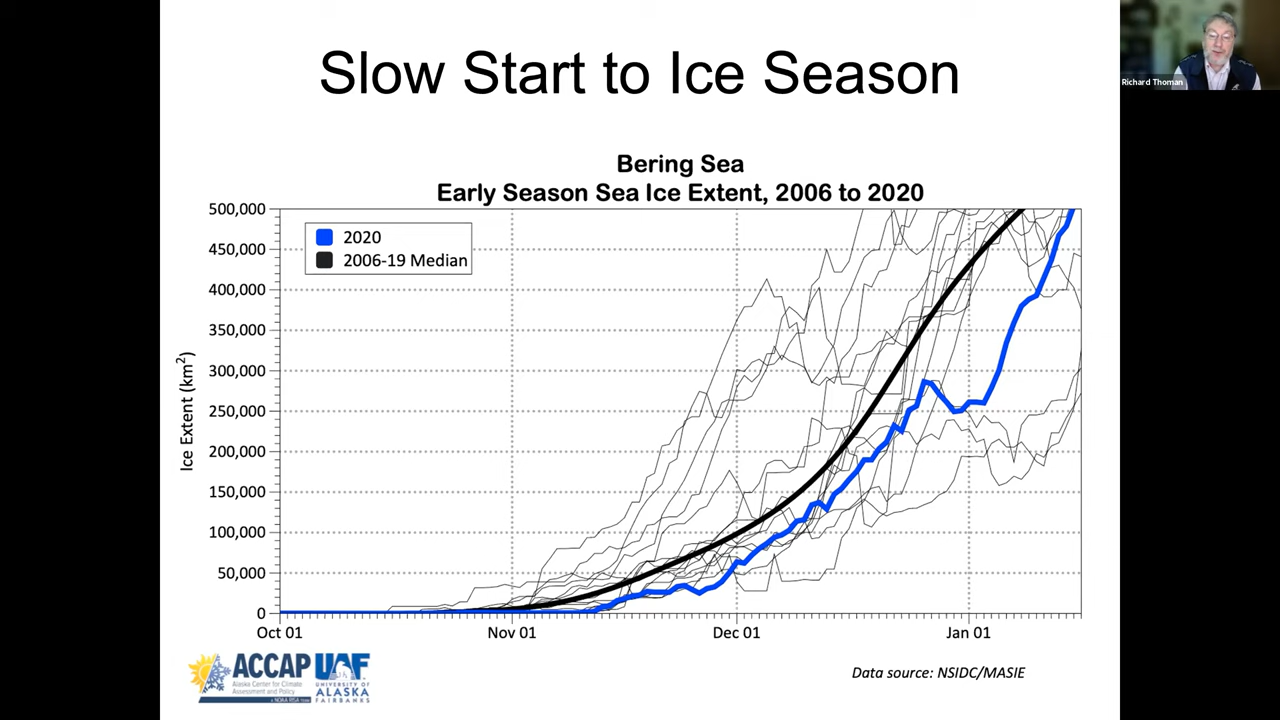 Slow Start to Ice Season
Richard Thoman
Bering Sea
Early Season Sea Ice Extent, 2006 to 2020
2020
2006-19 Median
Ice Extent (km²)
500,000
450,000
400,000
350,000
300,000
250,000
200,000
150,000
100,000
50,000
0
Oct 01
Nov 01
Dec 01
Jan 01
ACCAP
Alaska Center for Climate
Assessment and Policy
A NOAA RISA TEAM
UAF
UNIVERSITY OF
ALASKA
FAIRBANKS
Data source: NSIDC/MASIE